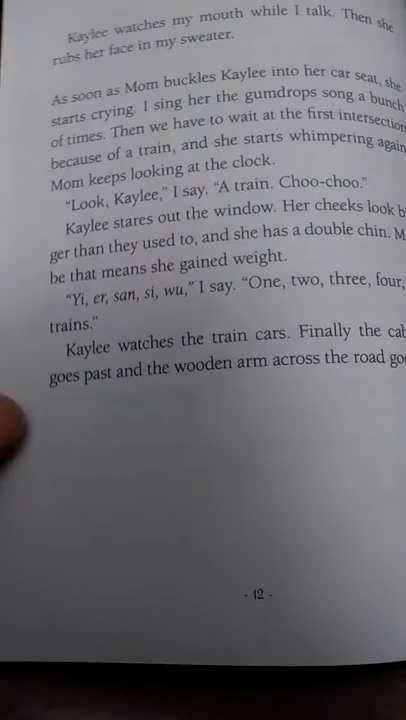 Kaylee watches my mouth while I talk. Then she
rubs her face in my sweater.
As soon as Mom buckles Kaylee into her car seat, she
starts crying. I sing her the gumdrops song a bunch
of times. Then we have to wait at the first intersection
because of a train, and she starts whimpering again
Mom keeps looking at the clock.
“Look, Kaylee,” I say. “A train. Choo-choo.”
Kaylee stares out the window. Her cheeks look b
ger than they used to, and she has a double chin. M
be that means she gained weight.
“Yi, er, san, si, wu,” I say. “One, two, three, four,
trains.”
Kaylee watches the train cars. Finally the cab
goes past and the wooden arm across the road goe
- 12 -